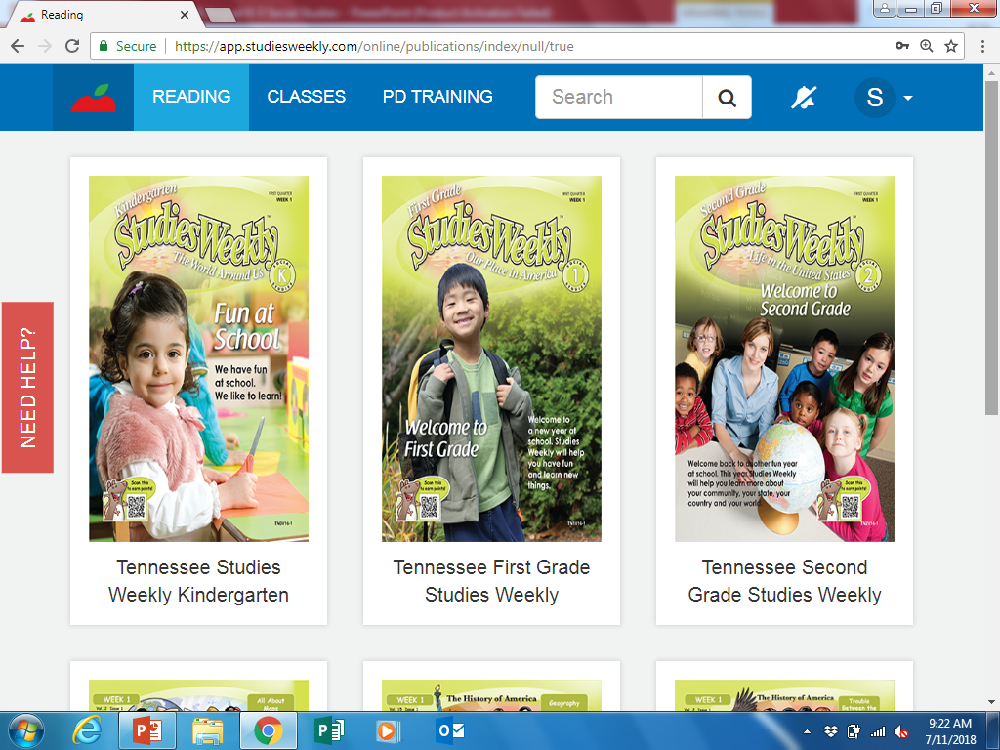 Reading
Secure
https://app.studiesweekly.com/online/publications/index/null/true
READING
CLASSES
PD TRAINING
Search
S
NEED HELP?
Kindergarten
FIRST QUARTER
WEEK 1
Studies Weekly
The World Around Us
K
Fun at
School
We have fun
at school.
We like to learn!
Scan this
to earn points!
TNKV16-1
Tennessee Studies
Weekly Kindergarten
First Grade
FIRST QUARTER
WEEK 1
Studies Weekly
Our Place in America
1
Welcome to
First Grade
Welcome to
a new year at
school. Studies
Weekly will help
you have fun
and learn new
things.
Scan this
to earn points!
Tennessee First Grade
Studies Weekly
Second Grade
FIRST QUARTER
WEEK 1
Studies Weekly
Life in the United States
2
Welcome to
Second Grade
Welcome back to another fun year
at school. This year Studies Weekly
will help you learn more about
your community, your state, your
country and your world.
Scan this
to earn points!
Tennessee Second
Grade Studies Weekly
WEEK 1
Vol. 2 Issue 1
All About
Maps
WEEK 1
The History of America
Geography
WEEK 1
The History of America
Trouble
Between the
9:22 AM
7/11/2018